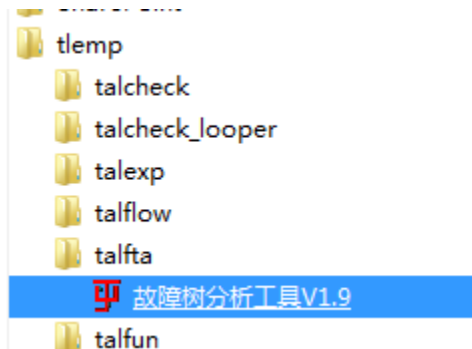 tlemp
talcheck
talcheck_looper
talexp
talflow
talfta
故障树分析工具V1.9
talfun